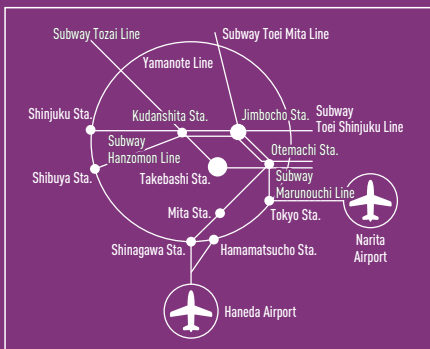 Subway Tozai Line
Subway Toei Mita Line
Yamanote Line
Shinjuku Sta.
Kudanshita Sta.
Jimbocho Sta.
Subway
Toei Shinjuku Line
Subway
Hanzomon Line
Otemachi Sta.
Shibuya Sta.
Takebashi Sta.
Subway
Marunouchi Line
Mita Sta.
Tokyo Sta.
Shinagawa Sta.
Hamamatsucho Sta.
Narita
Airport
Haneda Airport